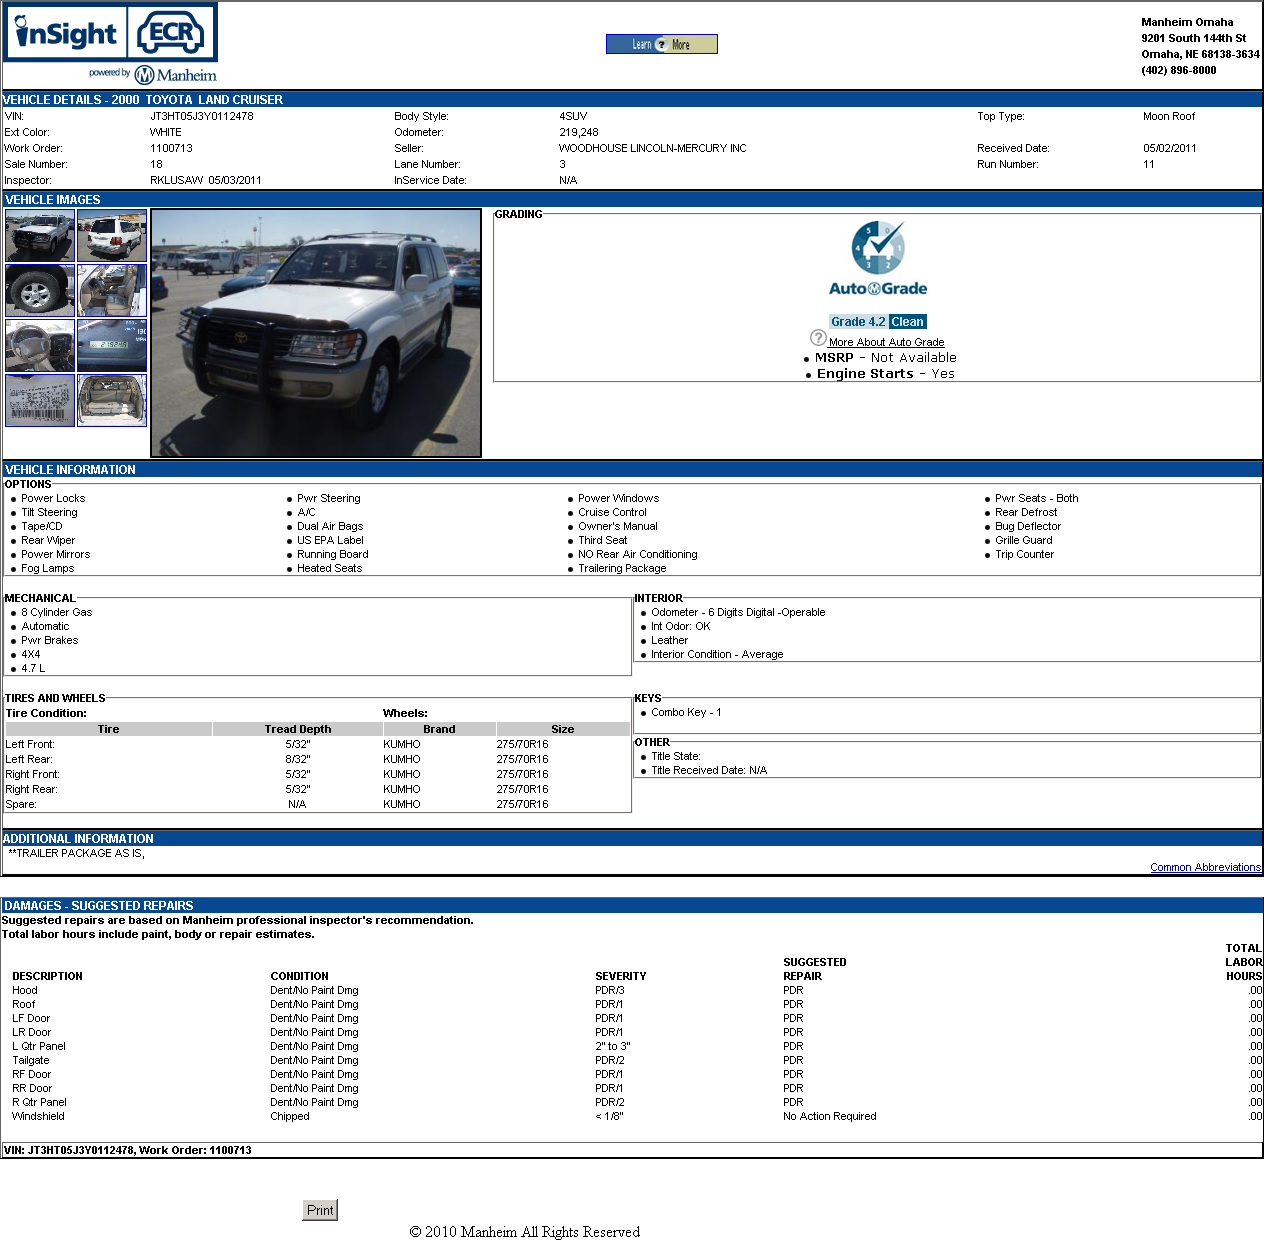 inSight ECR
powered by Manheim
Learn ? More
Manheim Omaha
9201 South 144th St
Omaha, NE 68138-3634
(402) 896-8000
VEHICLE DETAILS - 2000 TOYOTA LAND CRUISER
VIN: JT3HT05J3Y0112478 Body Style: 4SUV Top Type: Moon Roof
Ext Color: WHITE Odometer: 219,248
Work Order: 1100713 Seller: WOODHOUSE LINCOLN-MERCURY INC Received Date: 05/02/2011
Sale Number: 18 Lane Number: 3 Run Number: 11
Inspector: RKLUSAW 05/03/2011 InService Date: N/A
VEHICLE IMAGES
219248
GRADING
5 0
4 1
3 2
AutoGrade
Grade 4.2 Clean
? More About Auto Grade
• MSRP - Not Available
• Engine Starts - Yes
VEHICLE INFORMATION
OPTIONS
• Power Locks • Pwr Steering • Power Windows • Pwr Seats - Both
• Tilt Steering • A/C • Cruise Control • Rear Defrost
• Tape/CD • Dual Air Bags • Owner's Manual • Bug Deflector
• Rear Wiper • US EPA Label • Third Seat • Grille Guard
• Power Mirrors • Running Board • NO Rear Air Conditioning • Trip Counter
• Fog Lamps • Heated Seats • Trailering Package
MECHANICAL
• 8 Cylinder Gas
• Automatic
• Pwr Brakes
• 4X4
• 4.7 L
INTERIOR
• Odometer - 6 Digits Digital -Operable
• Int Odor: OK
• Leather
• Interior Condition - Average
TIRES AND WHEELS
Tire Condition: Wheels:
Tire Tread Depth Brand Size
Left Front: 5/32" KUMHO 275/70R16
Left Rear: 8/32" KUMHO 275/70R16
Right Front: 5/32" KUMHO 275/70R16
Right Rear: 5/32" KUMHO 275/70R16
Spare: N/A KUMHO 275/70R16
KEYS
• Combo Key - 1
OTHER
• Title State:
• Title Received Date: N/A
ADDITIONAL INFORMATION
**TRAILER PACKAGE AS IS,
Common Abbreviations
DAMAGES - SUGGESTED REPAIRS
Suggested repairs are based on Manheim professional inspector's recommendation.
Total labor hours include paint, body or repair estimates.
DESCRIPTION CONDITION SEVERITY SUGGESTED REPAIR TOTAL LABOR HOURS
Hood Dent/No Paint Dmg PDR/3 PDR .00
Roof Dent/No Paint Dmg PDR/1 PDR .00
LF Door Dent/No Paint Dmg PDR/1 PDR .00
LR Door Dent/No Paint Dmg PDR/1 PDR .00
L Qtr Panel Dent/No Paint Dmg 2" to 3" PDR .00
Tailgate Dent/No Paint Dmg PDR/2 PDR .00
RF Door Dent/No Paint Dmg PDR/1 PDR .00
RR Door Dent/No Paint Dmg PDR/1 PDR .00
R Qtr Panel Dent/No Paint Dmg PDR/2 PDR .00
Windshield Chipped < 1/8" No Action Required .00
VIN: JT3HT05J3Y0112478, Work Order: 1100713
Print
© 2010 Manheim All Rights Reserved